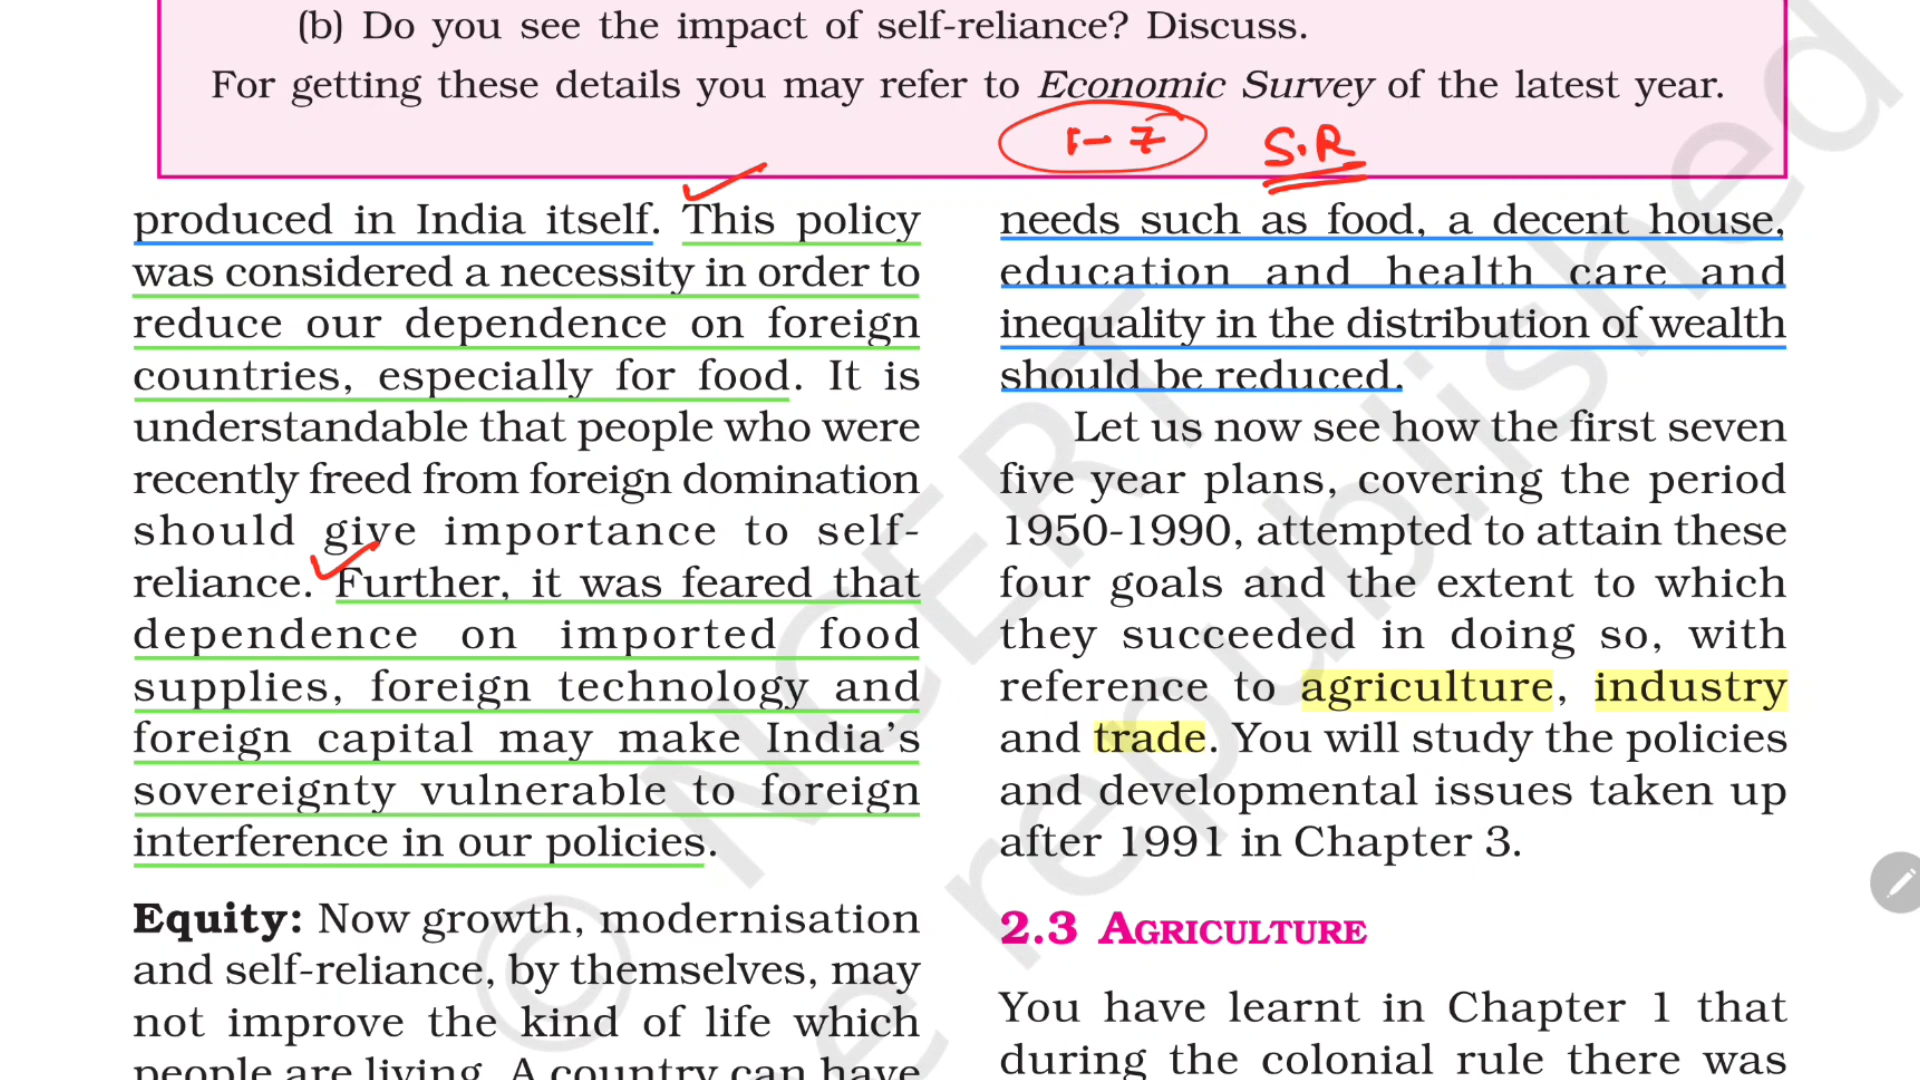 (b) Do you see the impact of self-reliance? Discuss.
For getting these details you may refer to Economic Survey of the latest year.
1- 7
S.R
produced in India itself. This policy
was considered a necessity in order to
reduce our dependence on foreign
countries, especially for food. It is
understandable that people who were
recently freed from foreign domination
should give importance to self-
reliance. Further, it was feared that
dependence on imported food
supplies, foreign technology and
foreign capital may make India's
sovereignty vulnerable to foreign
interference in our policies.
Equity: Now growth, modernisation
and self-reliance, by themselves, may
not improve the kind of life which
people are living. A country can have
needs such as food, a decent house,
education and health care and
inequality in the distribution of wealth
should be reduced.
Let us now see how the first seven
five year plans, covering the period
1950-1990, attempted to attain these
four goals and the extent to which
they succeeded in doing so, with
reference to agriculture, industry
and trade. You will study the policies
and developmental issues taken up
after 1991 in Chapter 3.
2.3 AGRICULTURE
You have learnt in Chapter 1 that
during the colonial rule there was
© NCERT
republished